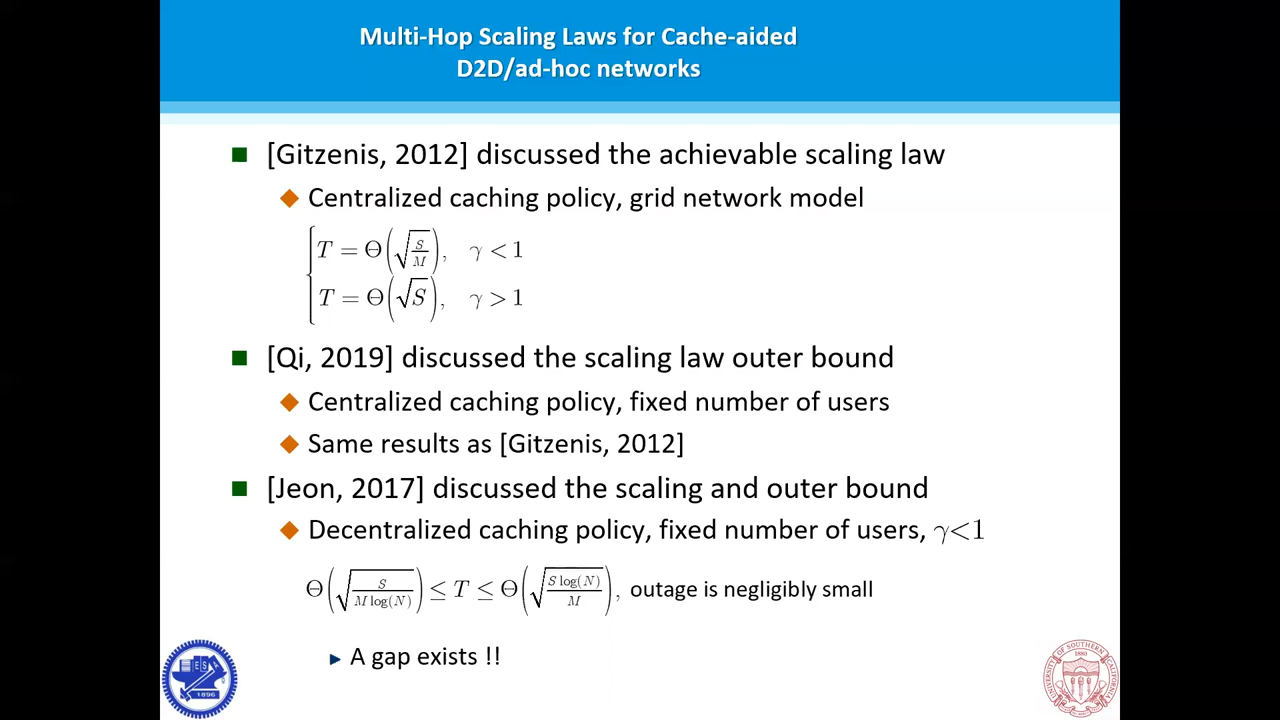 Multi-Hop Scaling Laws for Cache-aided
D2D/ad-hoc networks
[Gitzenis, 2012] discussed the achievable scaling law
Centralized caching policy, grid network model
T = Θ(√(S/M)), γ < 1
T = Θ(√S), γ > 1
[Qi, 2019] discussed the scaling law outer bound
Centralized caching policy, fixed number of users
Same results as [Gitzenis, 2012]
[Jeon, 2017] discussed the scaling and outer bound
Decentralized caching policy, fixed number of users, γ<1
Θ(√(S/(M log(N)))) ≤ T ≤ Θ(√(S log(N)/M)), outage is negligibly small
A gap exists !!
1896
1880